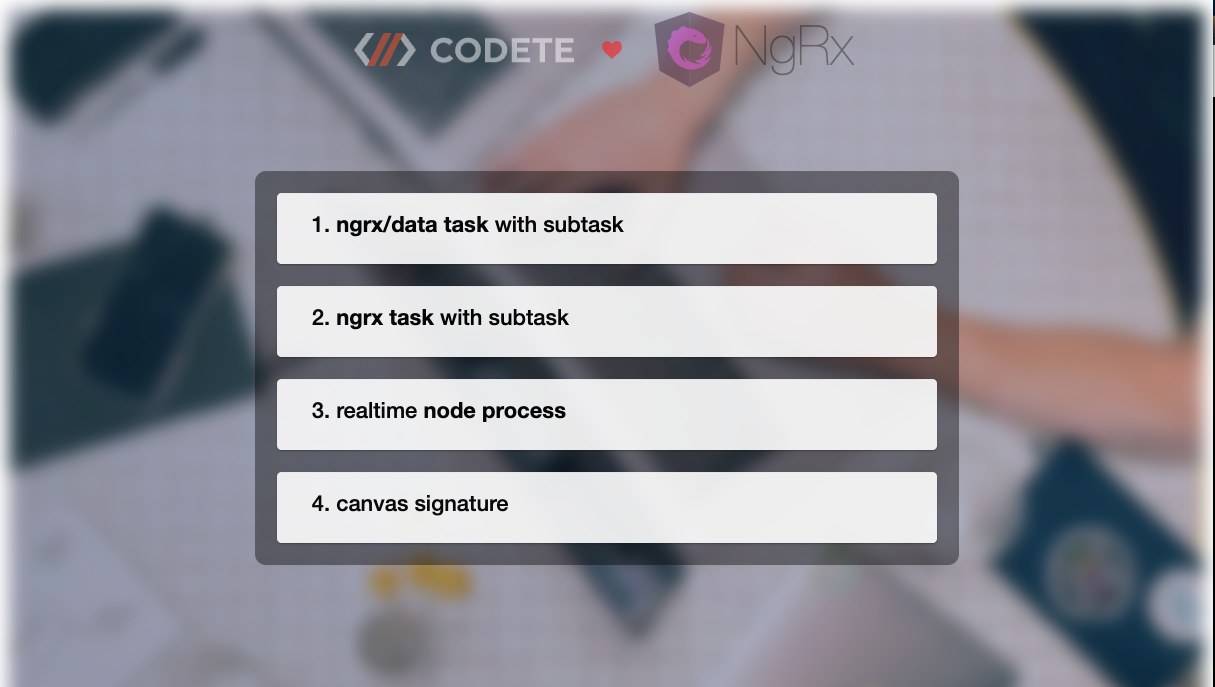 CODETE NgRx
1. ngrx/data task with subtask
2. ngrx task with subtask
3. realtime node process
4. canvas signature